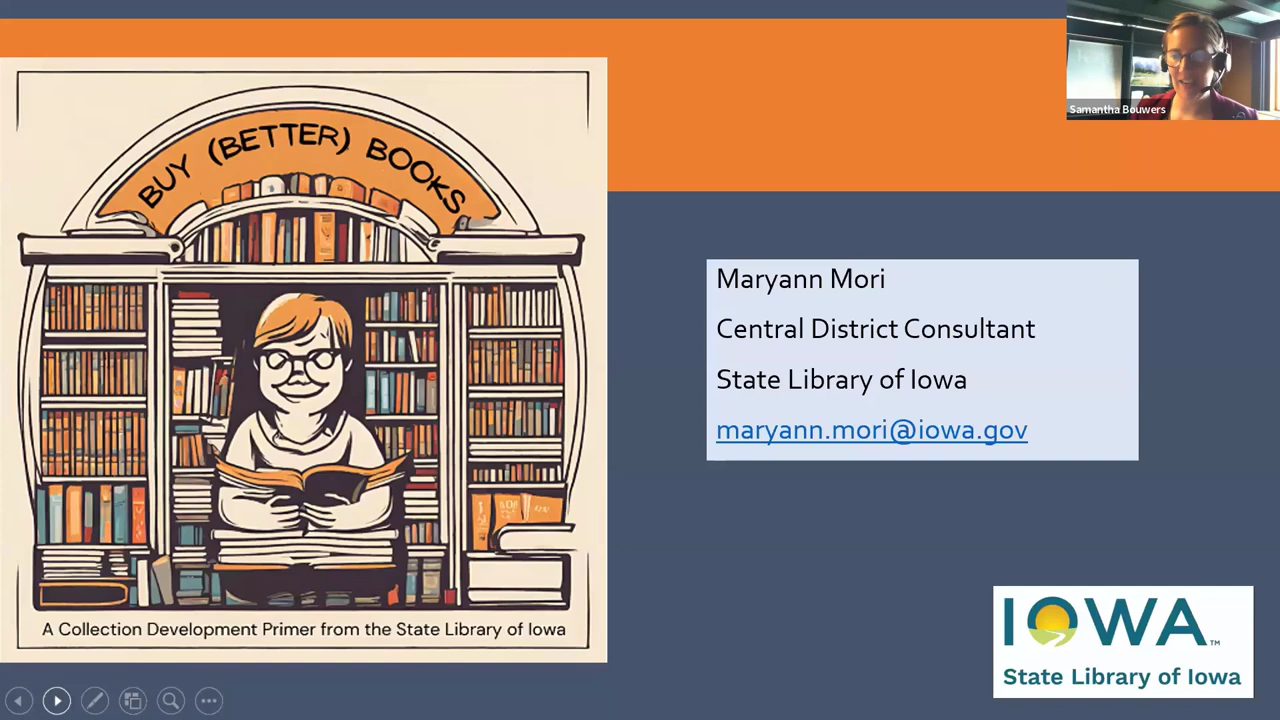 BUY (BETTER) BOOKS
A Collection Development Primer from the State Library of Iowa
Samantha Bouwers
Maryann Mori
Central District Consultant
State Library of Iowa
maryann.mori@iowa.gov
IOWA™
State Library of Iowa